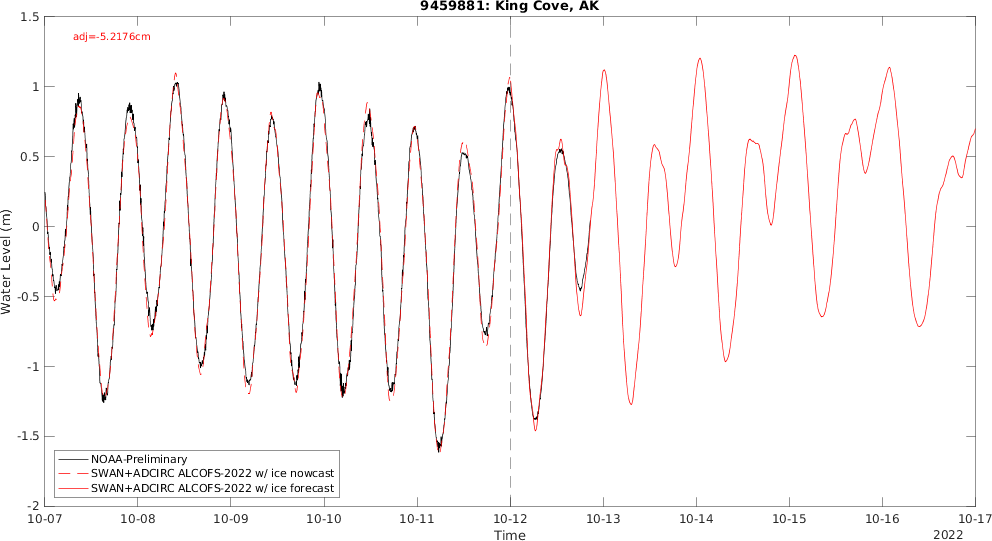 9459881: King Cove, AK
adj=-5.2176cm
1.5
1
0.5
0
-0.5
-1
-1.5
-2
Water Level (m)
NOAA-Preliminary
SWAN+ADCIRC ALCOFS-2022 w/ ice nowcast
SWAN+ADCIRC ALCOFS-2022 w/ ice forecast
10-07 10-08 10-09 10-10 10-11 10-12 10-13 10-14 10-15 10-16 10-17
Time
2022